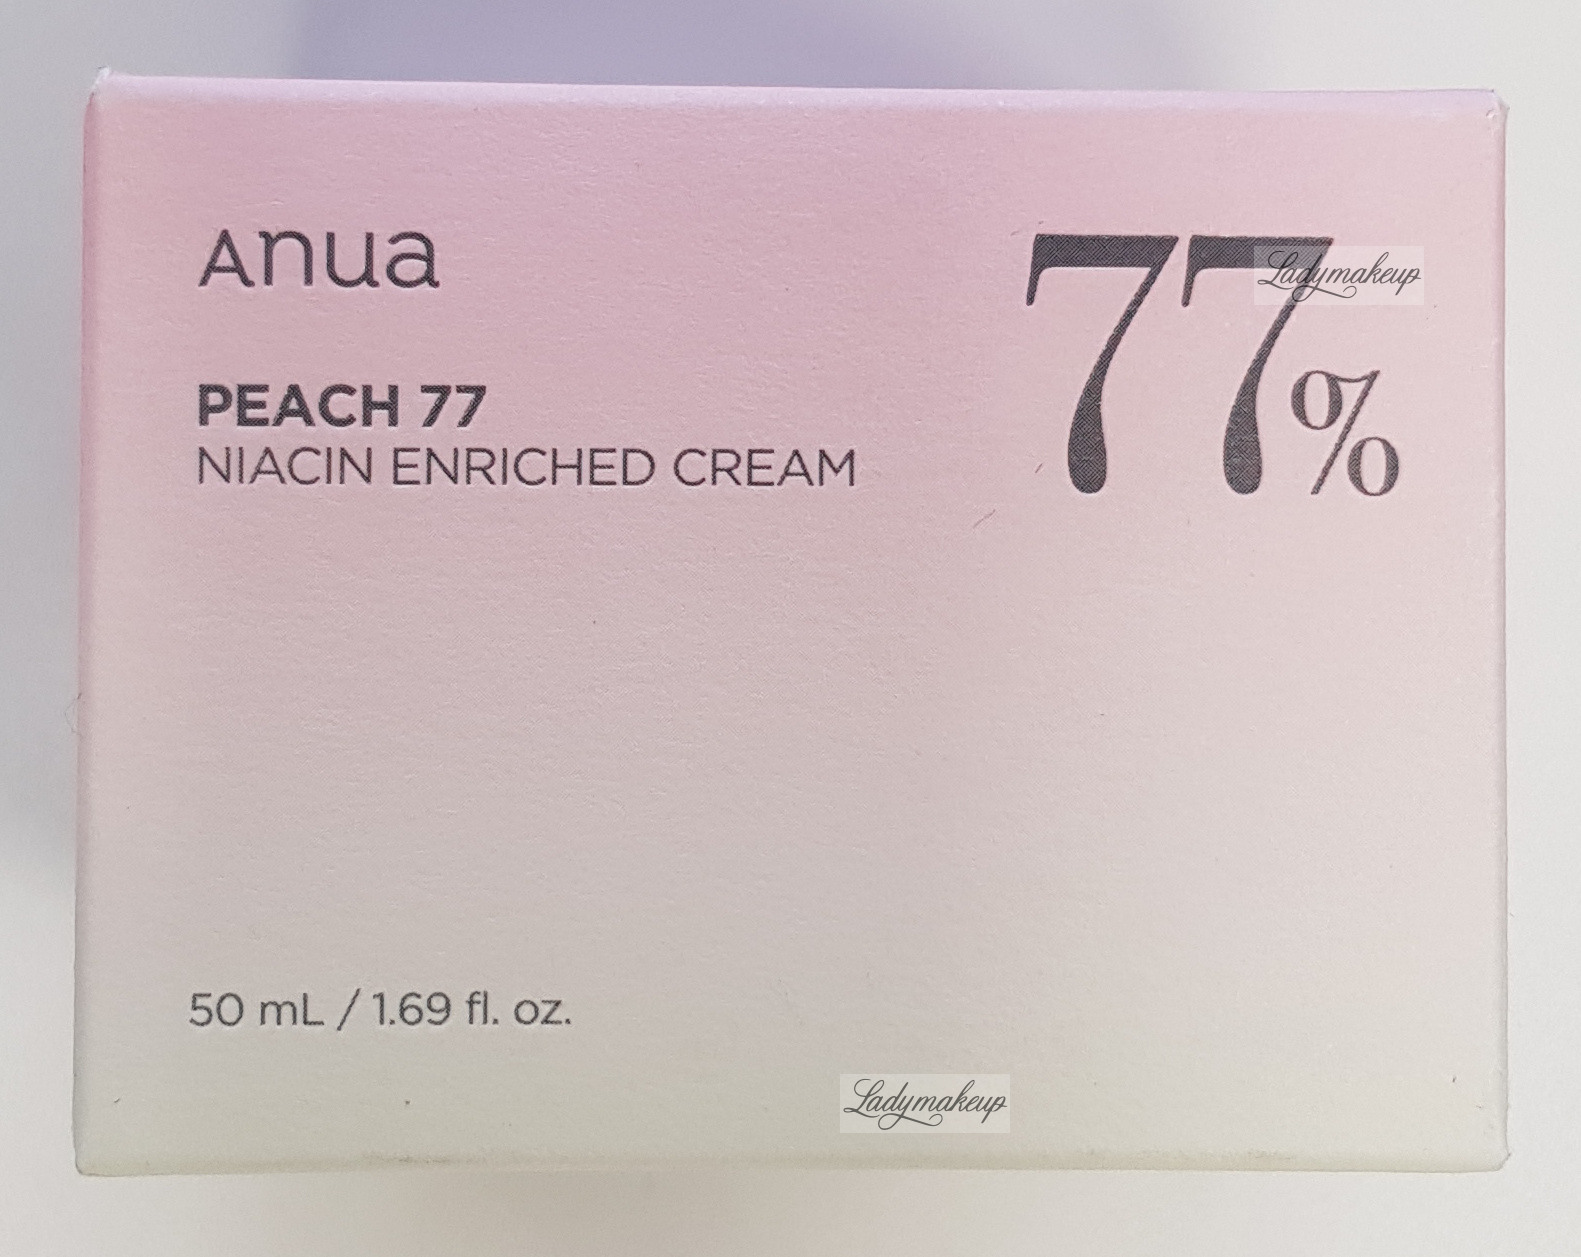 Anua
77%
Ladymakeup
PEACH 77
NIACIN ENRICHED CREAM
50 mL / 1.69 fl. oz.
Ladymakeup